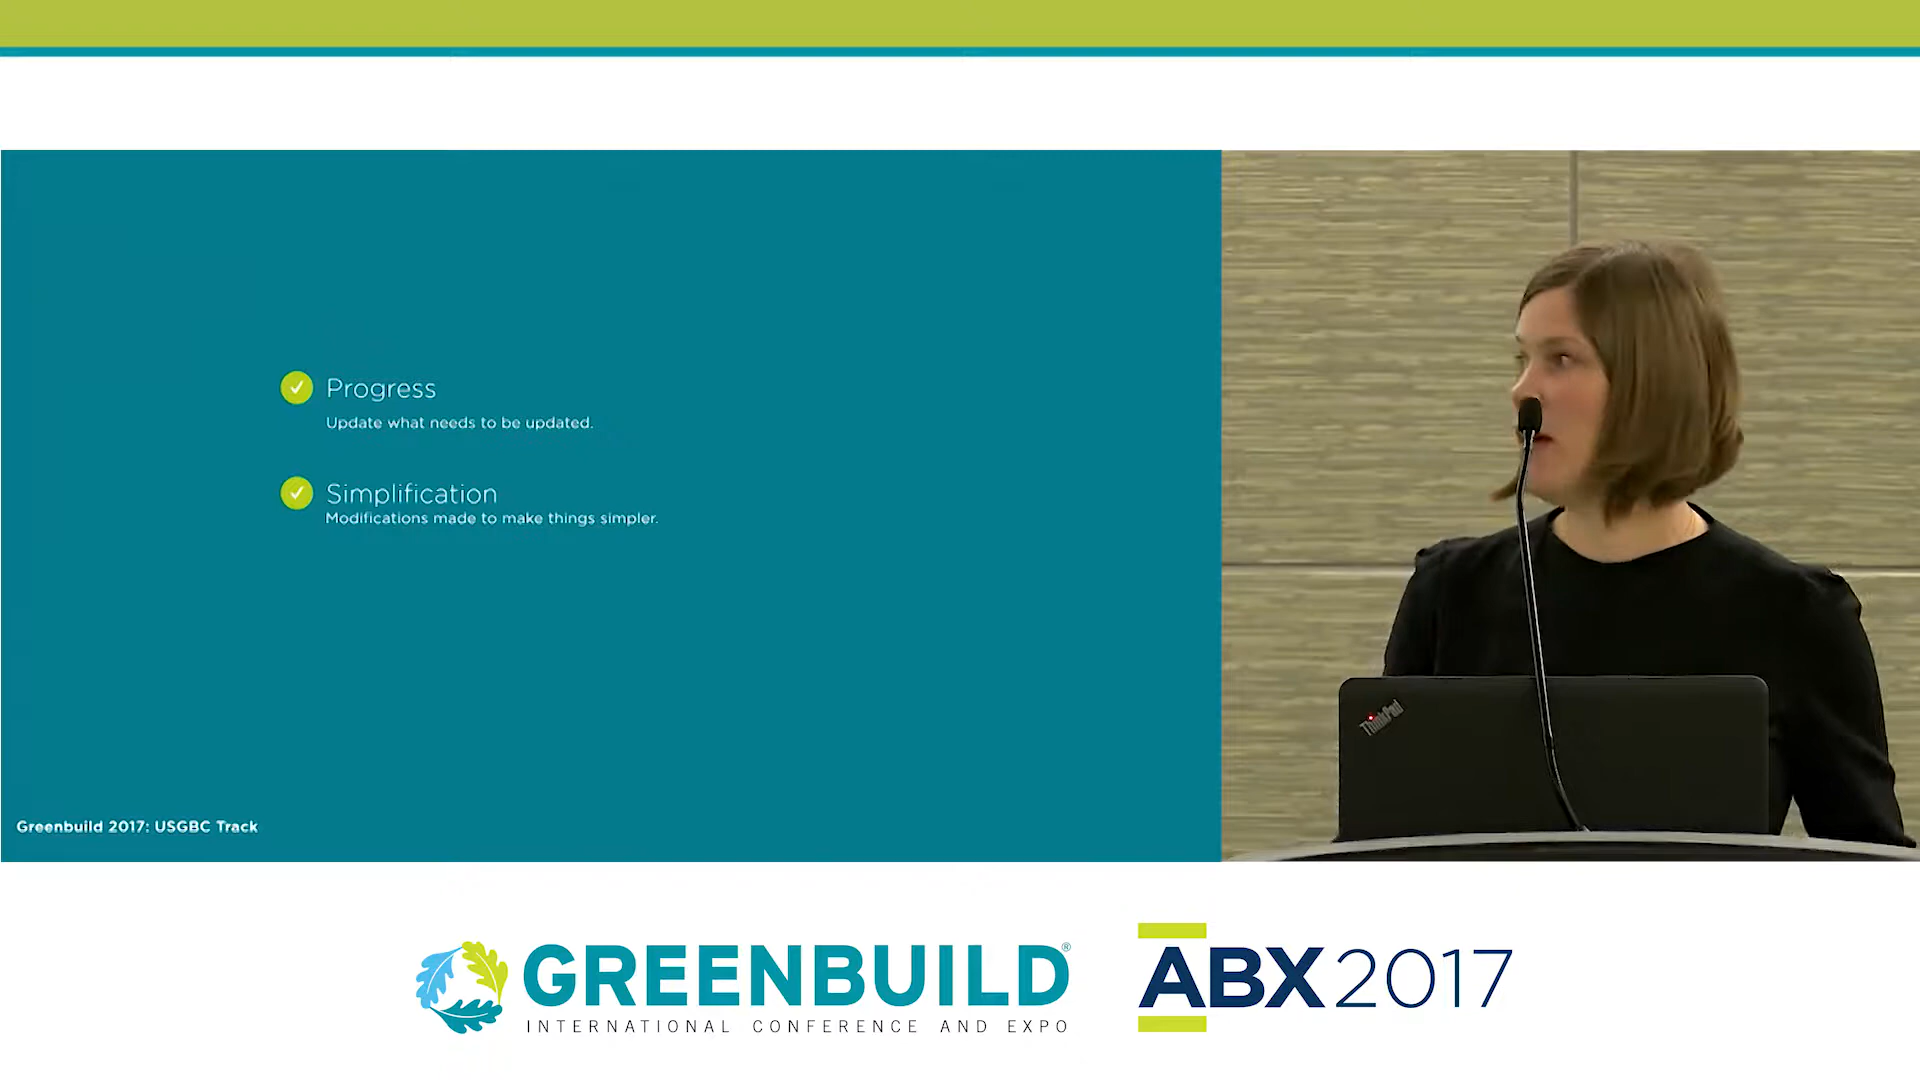 Progress
Update what needs to be updated.
Simplification
Modifications made to make things simpler.
Greenbuild 2017: USGBC Track
ThinkPad
GREENBUILD®
INTERNATIONAL CONFERENCE AND EXPO
ABX2017